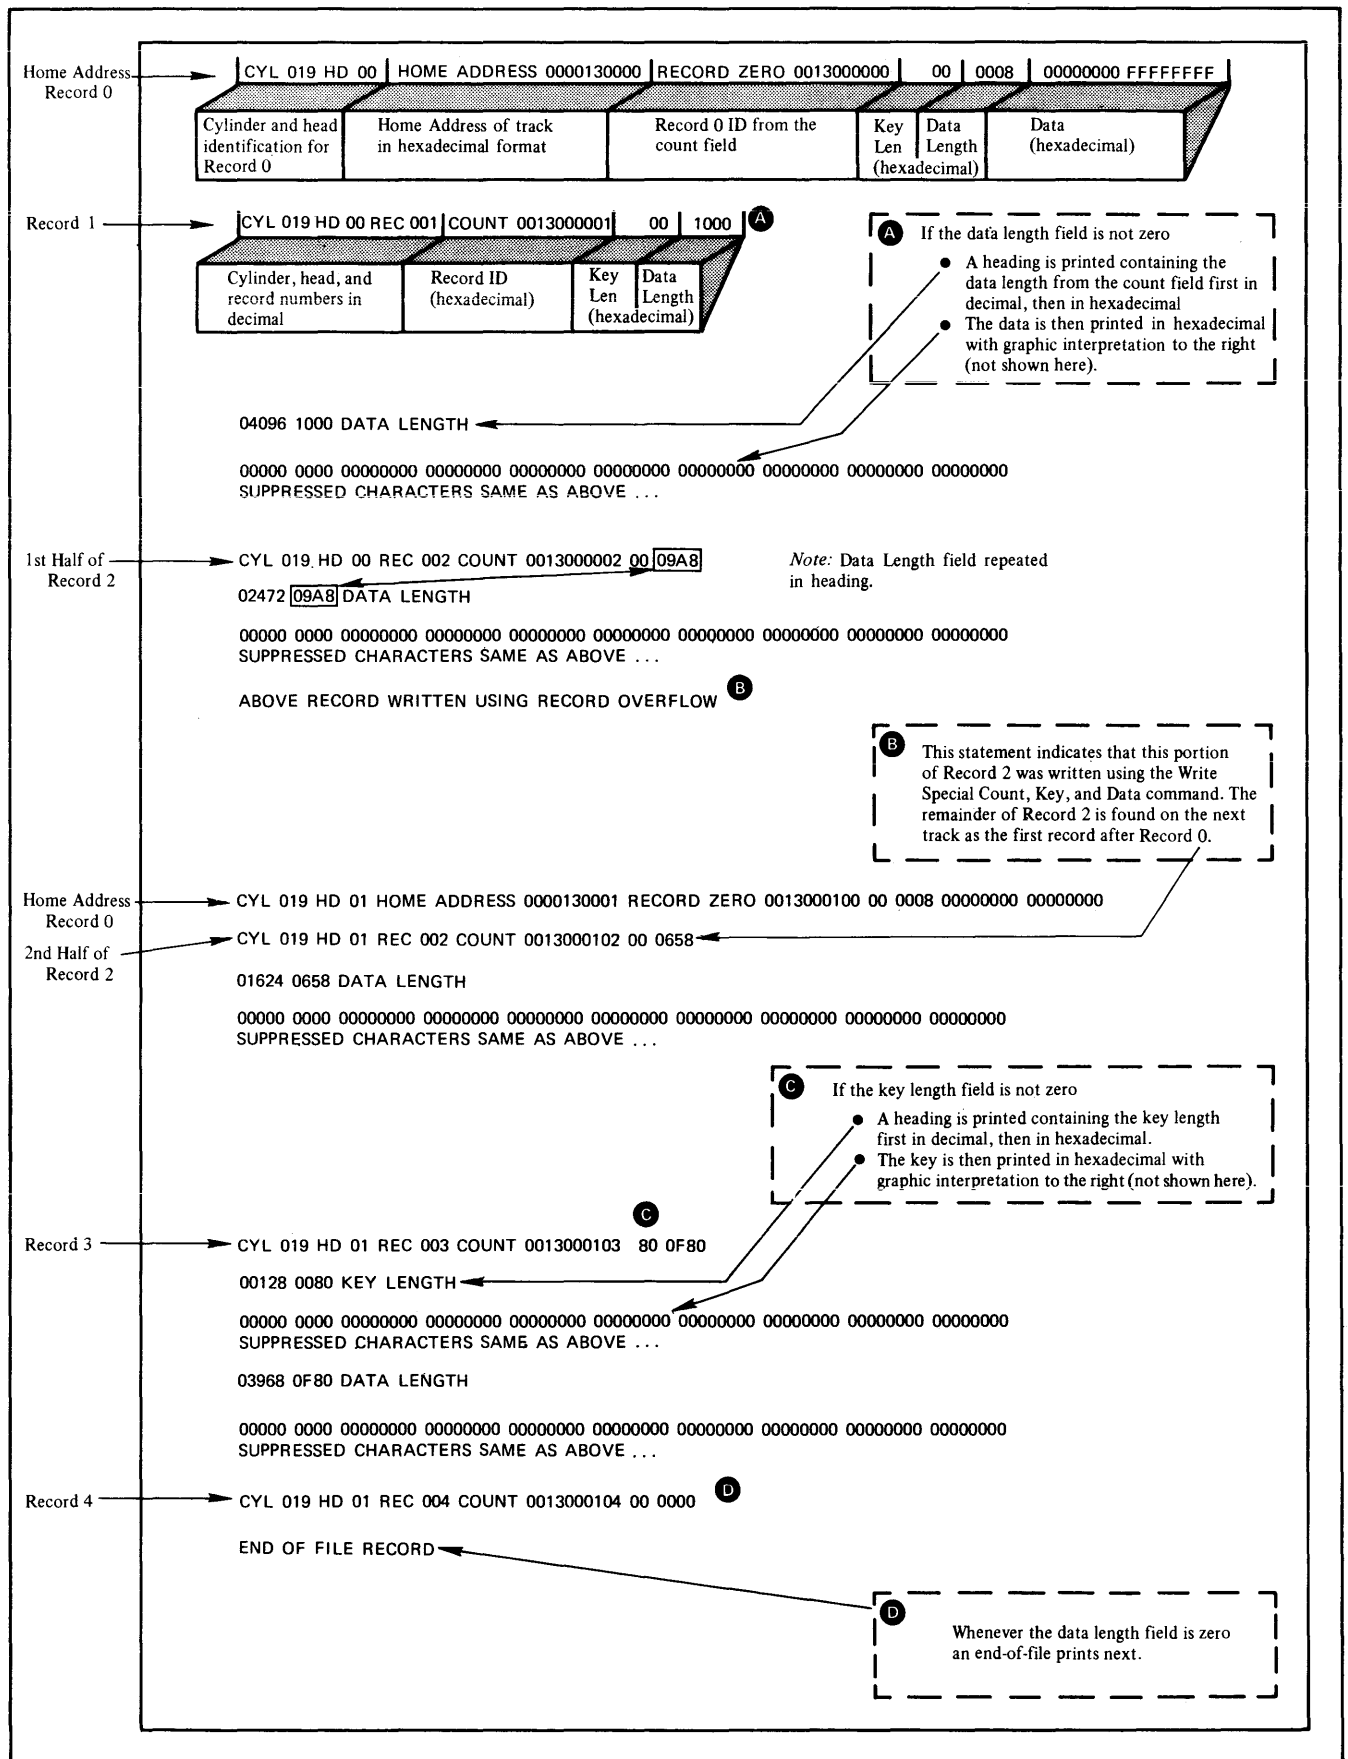 Home Address
Record 0
CYL 019 HD 00 HOME ADDRESS 0000130000 RECORD ZERO 0013000000 00 0008 00000000 FFFFFFFF
Cylinder and head
identification for
Record 0
Home Address of track
in hexadecimal format
Record 0 ID from the
count field
Key
Len
Data
Length
(hexadecimal)
Data
(hexadecimal)
Record 1
CYL 019 HD 00 REC 001 COUNT 0013000001 00 1000 A
Cylinder, head, and
record numbers in
decimal
Record ID
(hexadecimal)
Key
Len
Data
Length
(hexadecimal)
A If the data length field is not zero
● A heading is printed containing the
data length from the count field first in
decimal, then in hexadecimal
● The data is then printed in hexadecimal
with graphic interpretation to the right
(not shown here).
04096 1000 DATA LENGTH
00000 0000 00000000 00000000 00000000 00000000 00000000 00000000 00000000 00000000
SUPPRESSED CHARACTERS SAME AS ABOVE ...
1st Half of
Record 2
CYL 019 HD 00 REC 002 COUNT 0013000002 00 09A8
Note: Data Length field repeated
in heading.
02472 09A8 DATA LENGTH
00000 0000 00000000 00000000 00000000 00000000 00000000 00000000 00000000 00000000
SUPPRESSED CHARACTERS SAME AS ABOVE ...
ABOVE RECORD WRITTEN USING RECORD OVERFLOW B
B This statement indicates that this portion
of Record 2 was written using the Write
Special Count, Key, and Data command. The
remainder of Record 2 is found on the next
track as the first record after Record 0.
Home Address
Record 0
CYL 019 HD 01 HOME ADDRESS 0000130001 RECORD ZERO 0013000100 00 0008 00000000 00000000
2nd Half of
Record 2
CYL 019 HD 01 REC 002 COUNT 0013000102 00 0658
01624 0658 DATA LENGTH
00000 0000 00000000 00000000 00000000 00000000 00000000 00000000 00000000 00000000
SUPPRESSED CHARACTERS SAME AS ABOVE ...
C If the key length field is not zero
● A heading is printed containing the key length
first in decimal, then in hexadecimal.
● The key is then printed in hexadecimal with
graphic interpretation to the right (not shown here).
C
Record 3
CYL 019 HD 01 REC 003 COUNT 0013000103 80 0F80
00128 0080 KEY LENGTH
00000 0000 00000000 00000000 00000000 00000000 00000000 00000000 00000000 00000000
SUPPRESSED CHARACTERS SAME AS ABOVE ...
03968 0F80 DATA LENGTH
00000 0000 00000000 00000000 00000000 00000000 00000000 00000000 00000000 00000000
SUPPRESSED CHARACTERS SAME AS ABOVE ...
Record 4
CYL 019 HD 01 REC 004 COUNT 0013000104 00 0000 D
END OF FILE RECORD
D Whenever the data length field is zero
an end-of-file prints next.